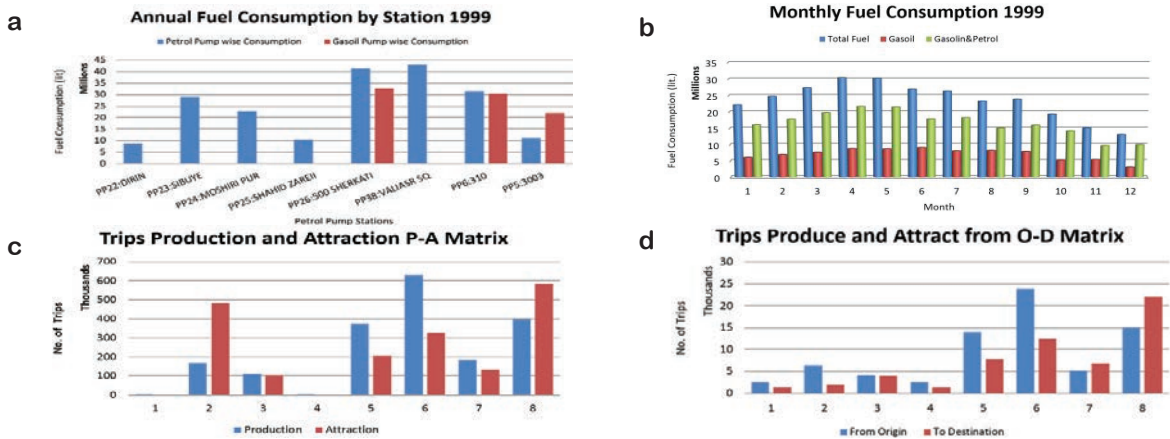 a
Annual Fuel Consumption by Station 1999
Petrol Pump wise Consumption Gasoil Pump wise Consumption
Fuel Consumption (lit)
Millions
45
40
35
30
25
20
15
10
5
0
PP22:DIRIN
PP23:SIBUYE
PP24:MOSHIRI PUR
PP25:SHAHID ZAREII
PP26:500 SHERKATI
PP38:VALIASR SQ
PP6:310
PP5:3003
Petrol Pump Stations
b
Monthly Fuel Consumption 1999
Total Fuel Gasoil Gasolin&Petrol
Fuel Consumption (lit.)
Millions
35
30
25
20
15
10
5
0
1 2 3 4 5 6 7 8 9 10 11 12
Month
c
Trips Production and Attraction P-A Matrix
No. of Trips
Thousands
700
600
500
400
300
200
100
0
1 2 3 4 5 6 7 8
Production Attraction
d
Trips Produce and Attract from O-D Matrix
No. of Trips
Thousands
30
25
20
15
10
5
0
1 2 3 4 5 6 7 8
From Origin To Destination